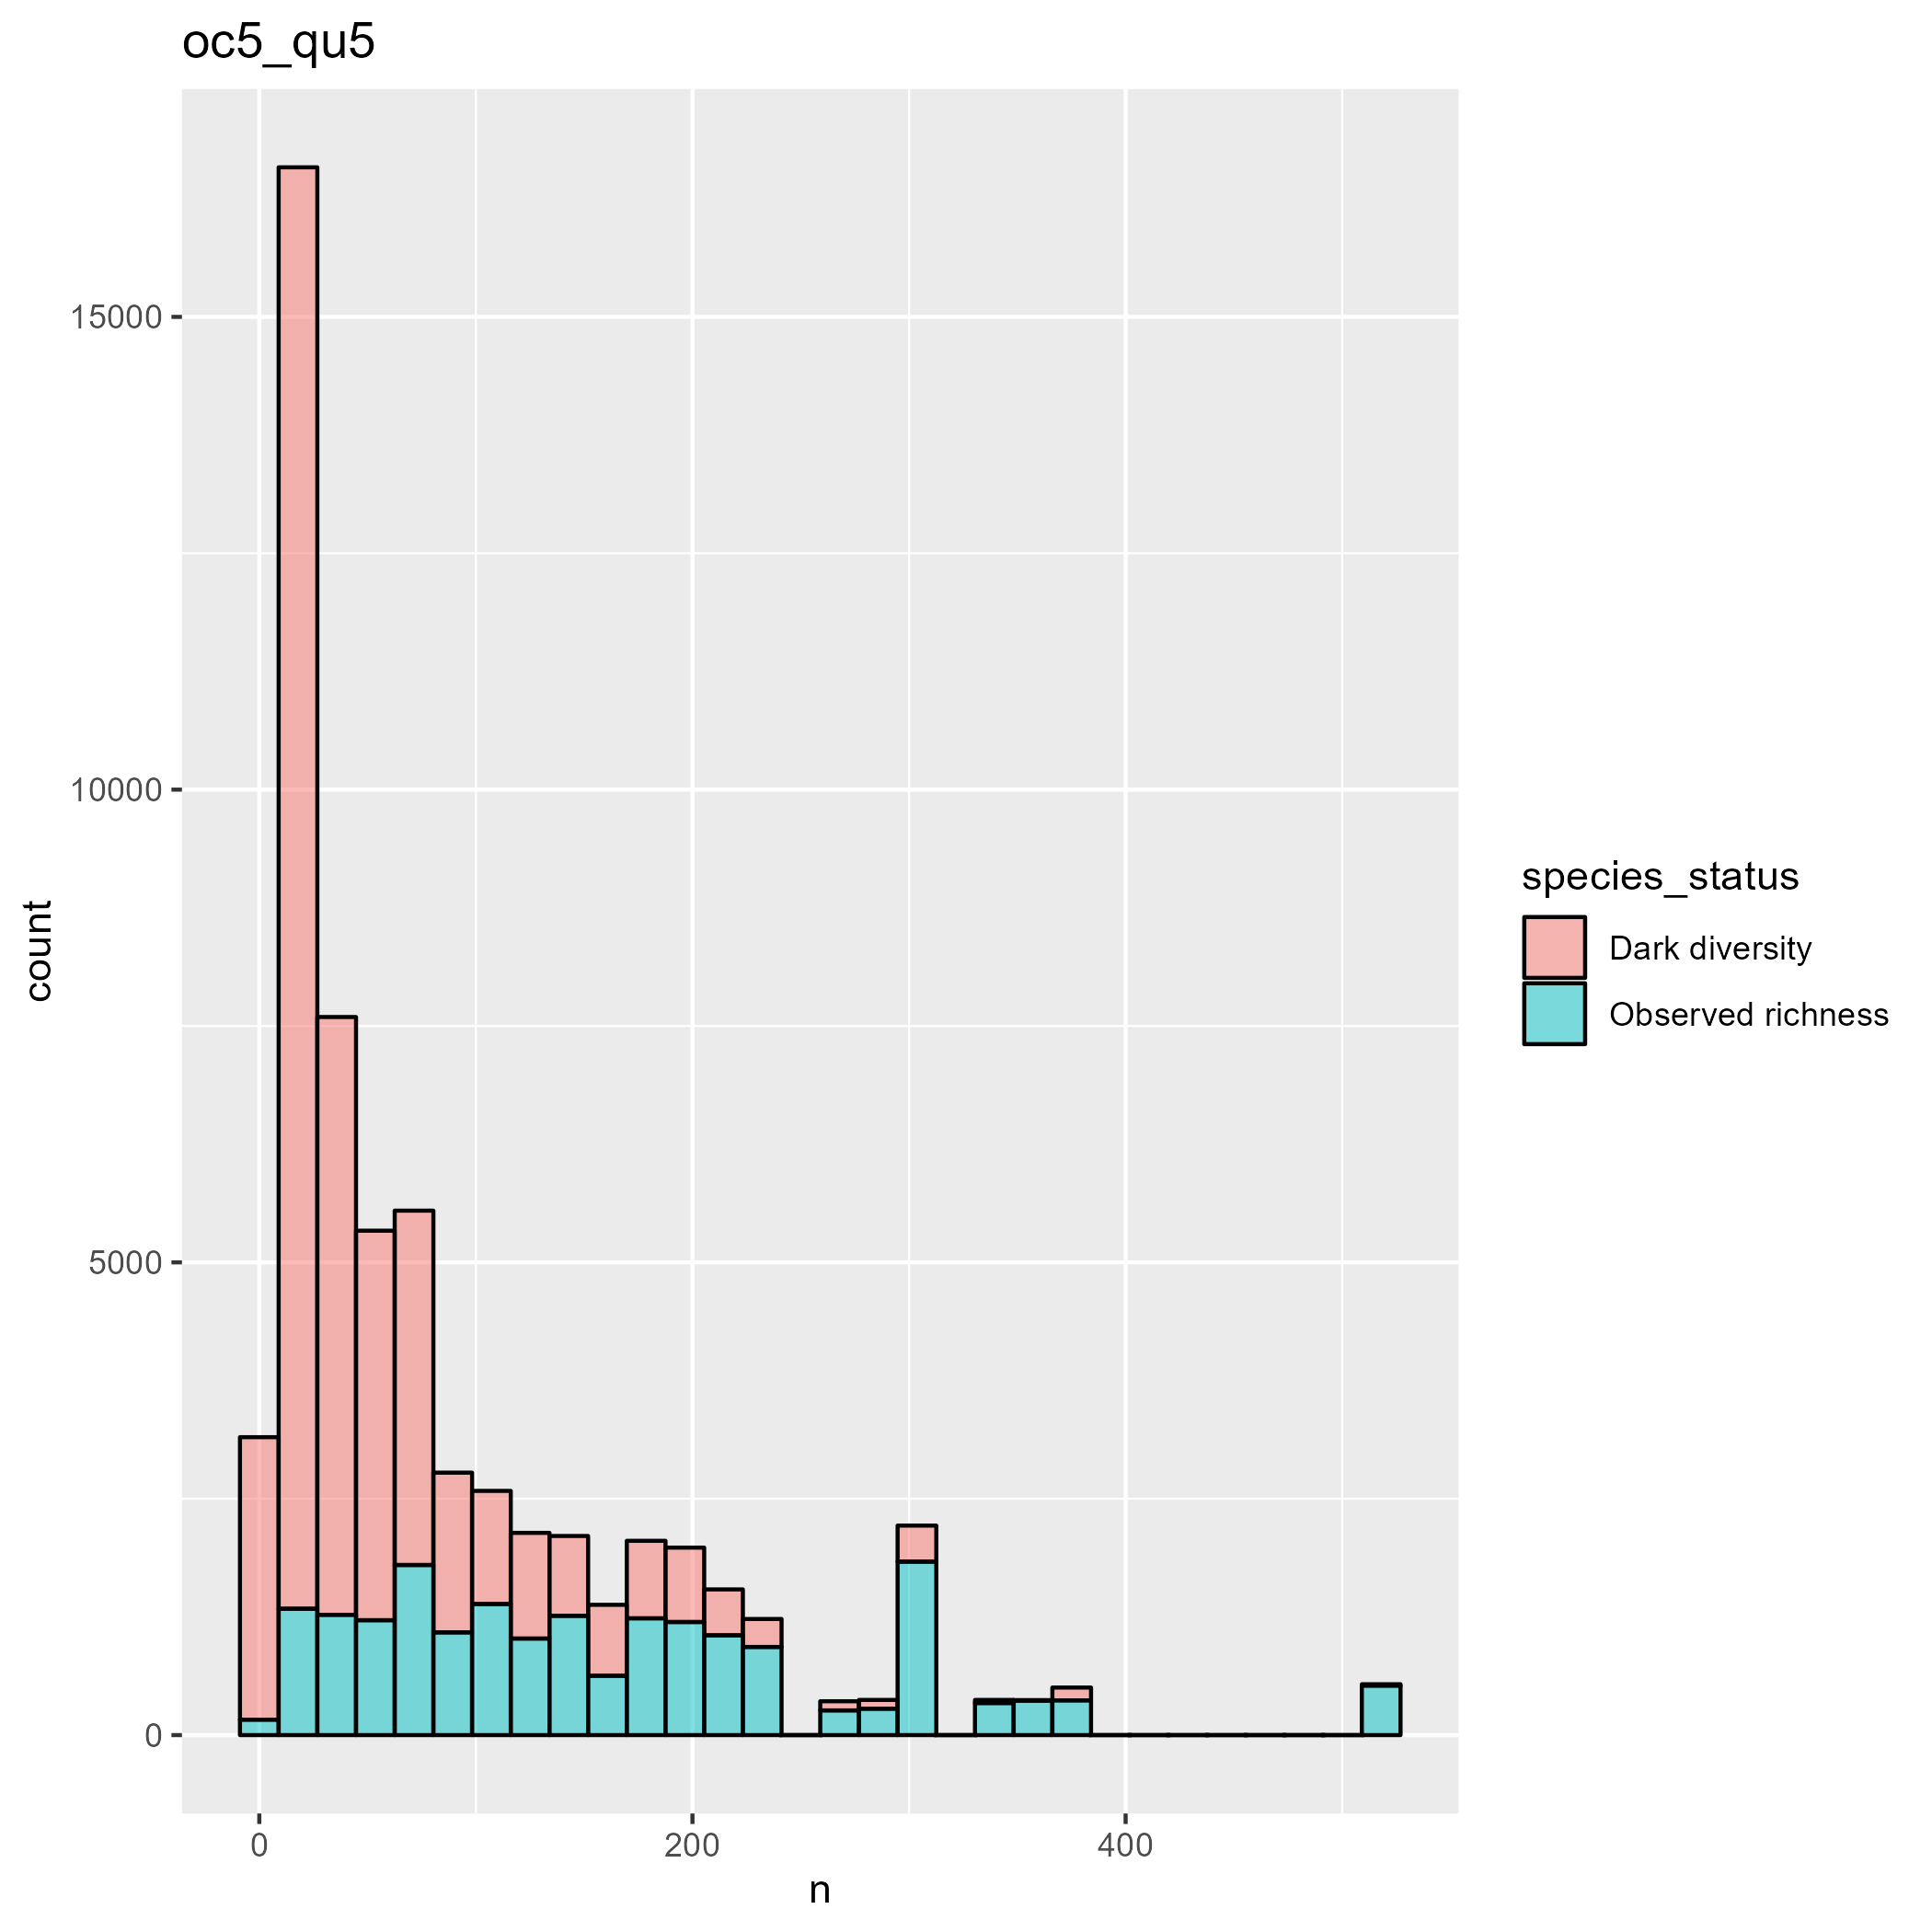 oc5_qu5
15000
10000
5000
0
count
0
200
400
n
species_status
Dark diversity
Observed richness